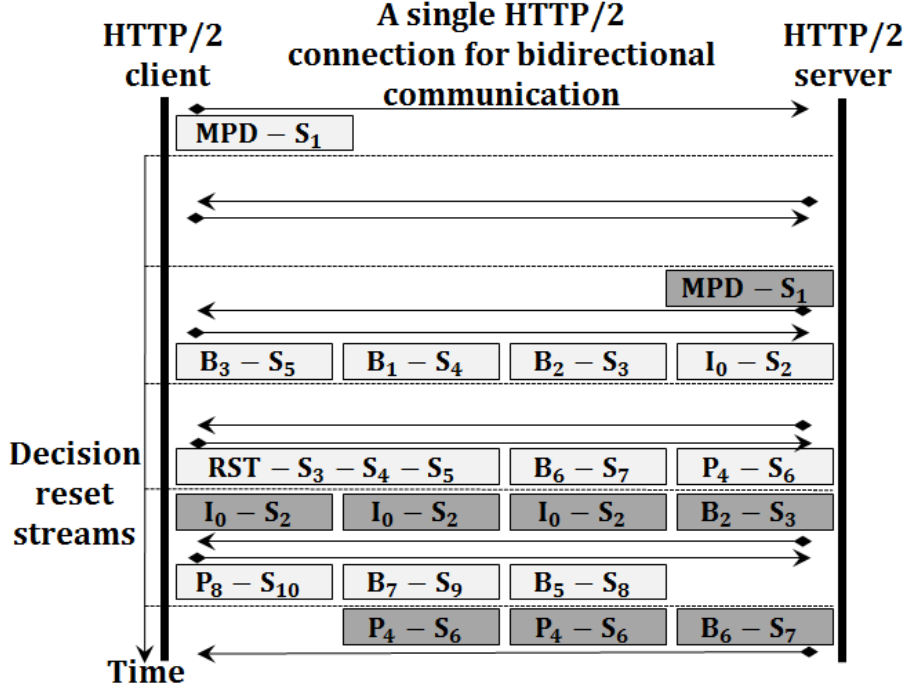 HTTP/2 client
A single HTTP/2 connection for bidirectional communication
HTTP/2 server
MPD – S₁
MPD – S₁
B₃ – S₅ B₁ – S₄ B₂ – S₃ I₀ – S₂
RST – S₃ – S₄ – S₅ B₆ – S₇ P₄ – S₆
Decision reset streams
I₀ – S₂ I₀ – S₂ I₀ – S₂ B₂ – S₃
P₈ – S₁₀ B₇ – S₉ B₅ – S₈
P₄ – S₆ P₄ – S₆ B₆ – S₇
Time